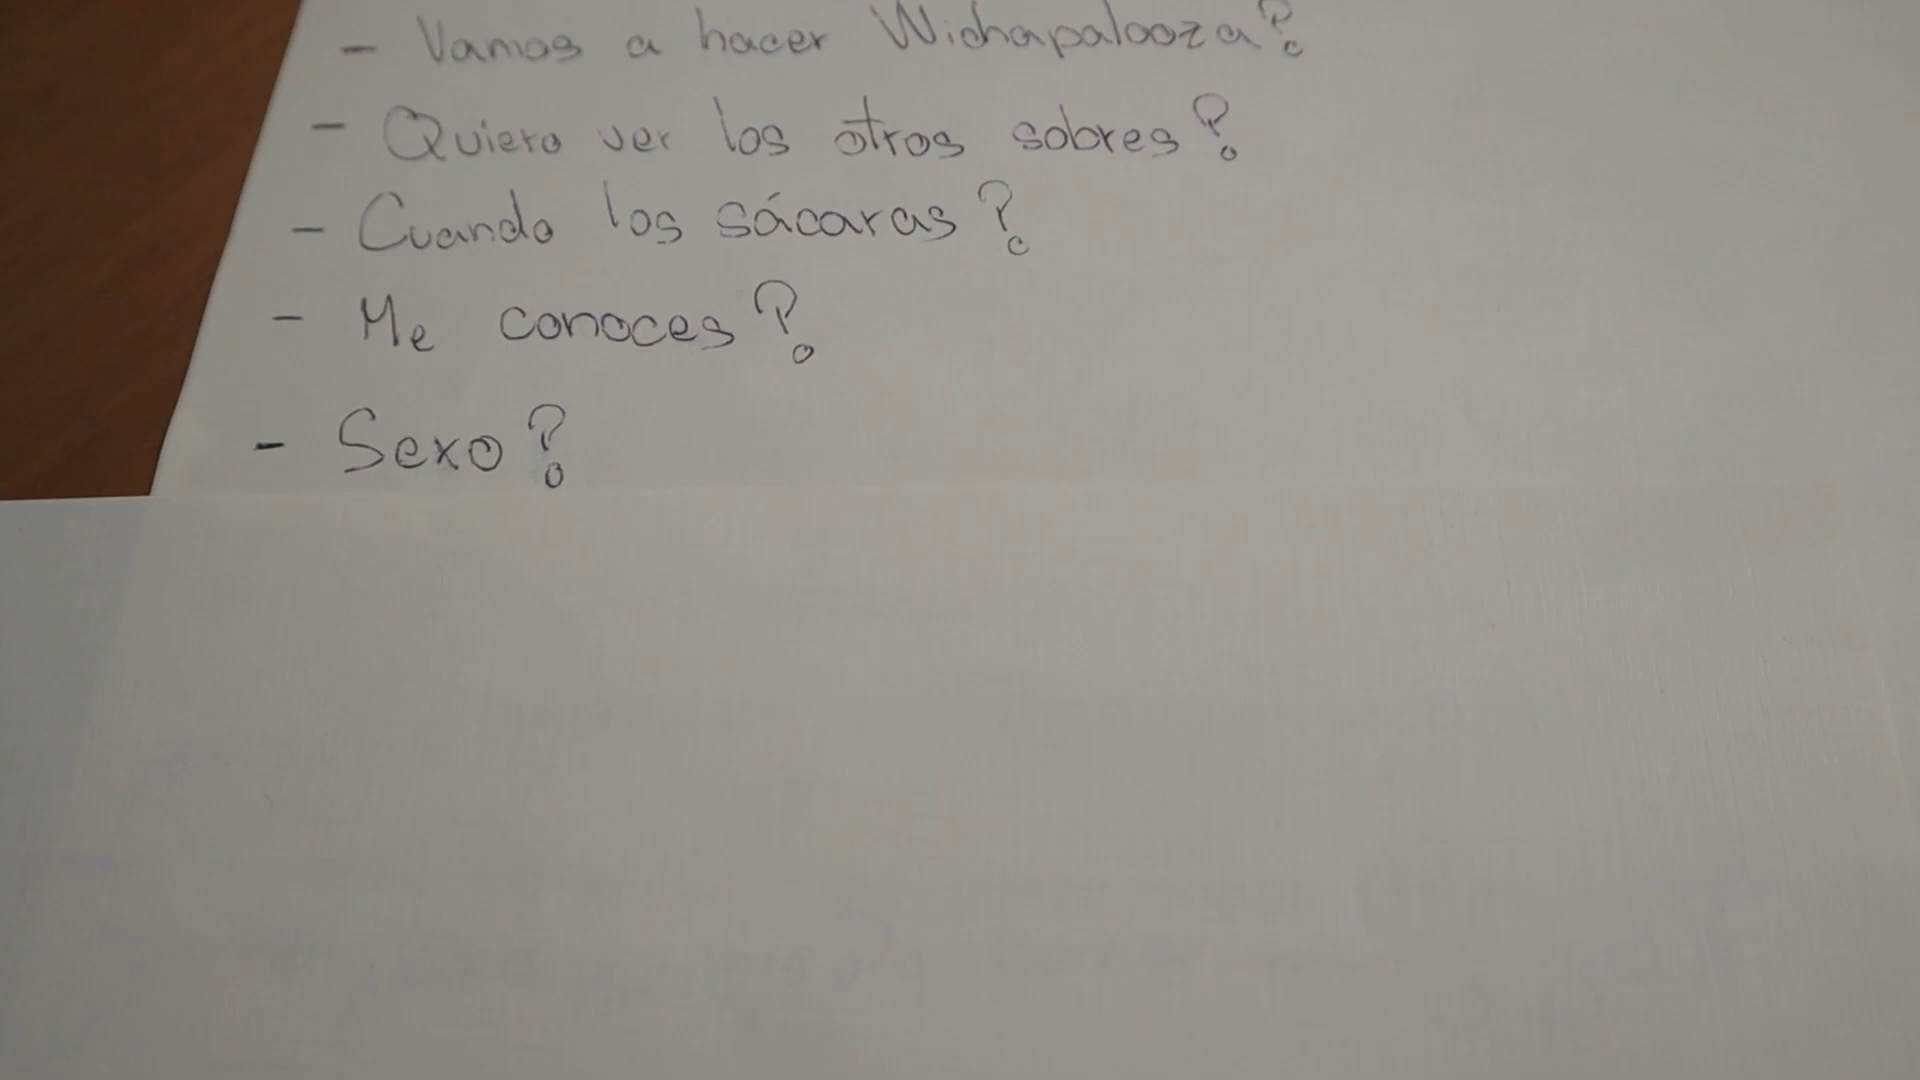 - Vamos a hacer Wichapalooza?
- Quiero ver los otros sobres?
- Cuando los sácaras?
- Me conoces?
- Sexo?